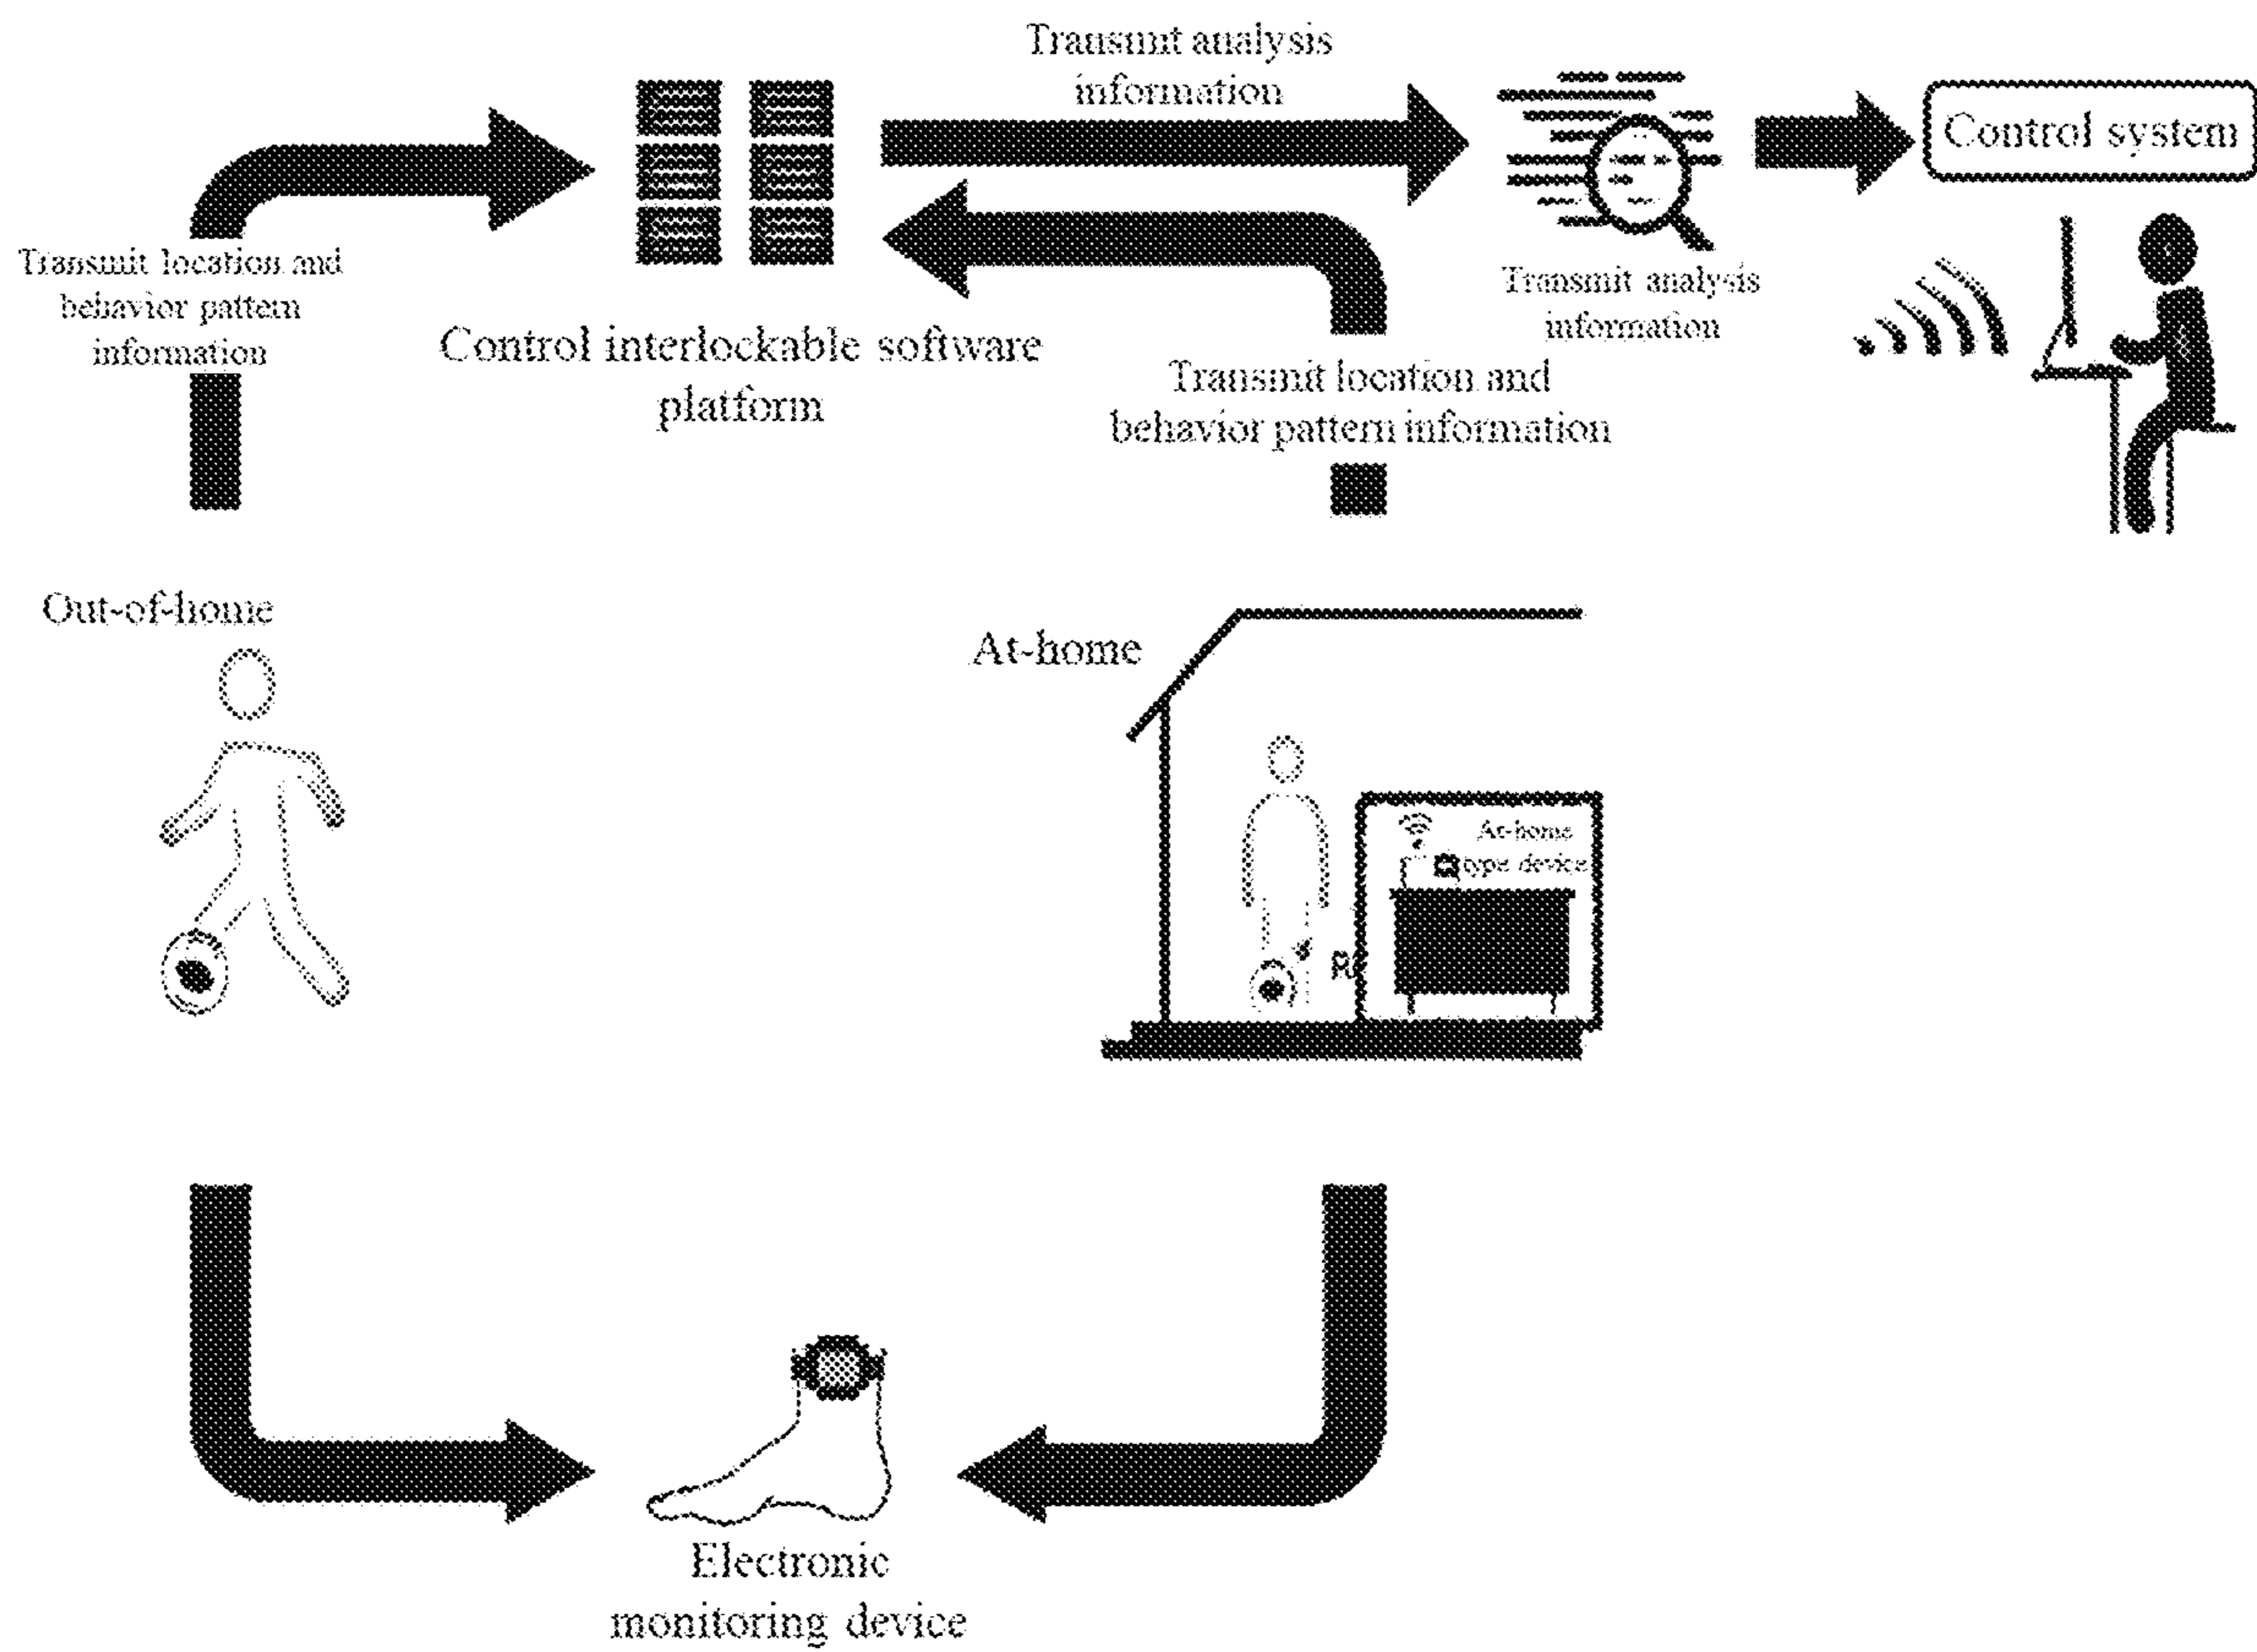 Transmit analysis
information
Control system
Transmit location and
behavior pattern
information
Control interlockable software
platform
Transmit analysis
information
Transmit location and
behavior pattern information
Out-of-home
At-home
At-home
type device
Electronic
monitoring device